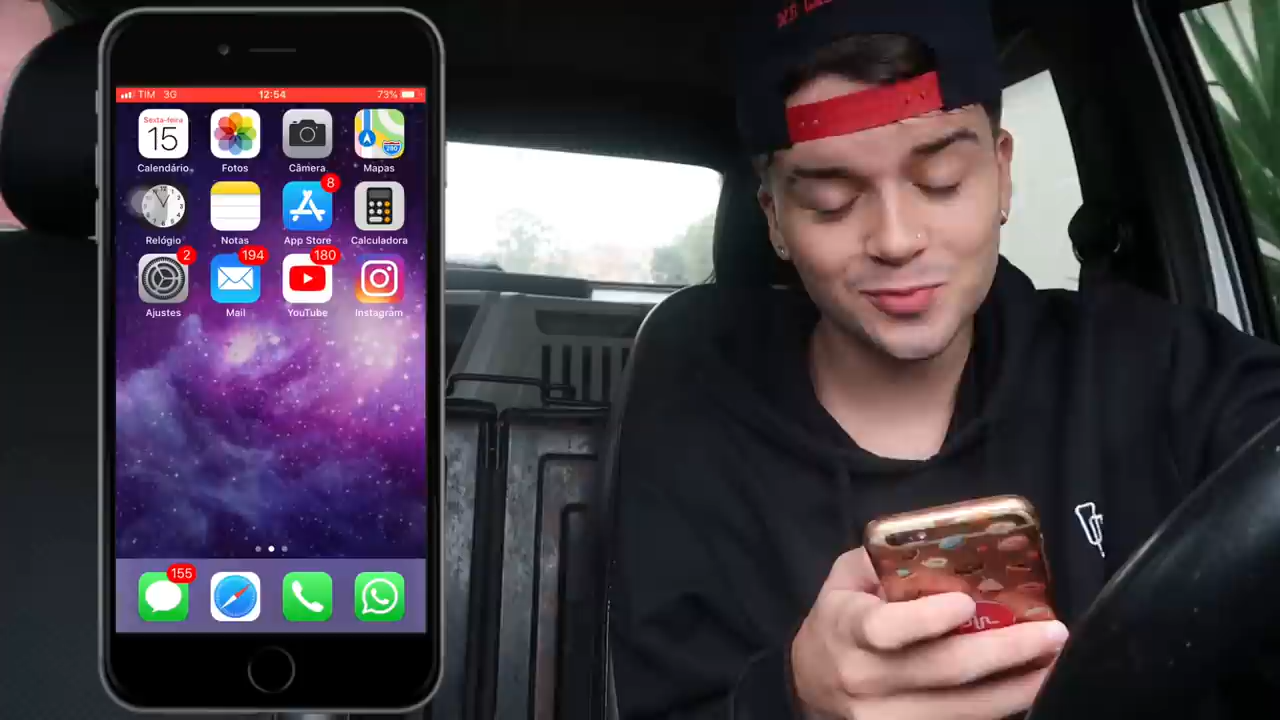 TIM 3G 12:54 73%
Sexta-feira
15
280
Calendário Fotos Câmera Mapas
8
Relógio Notas App Store Calculadora
2 194 180
Ajustes Mail YouTube Instagram
155